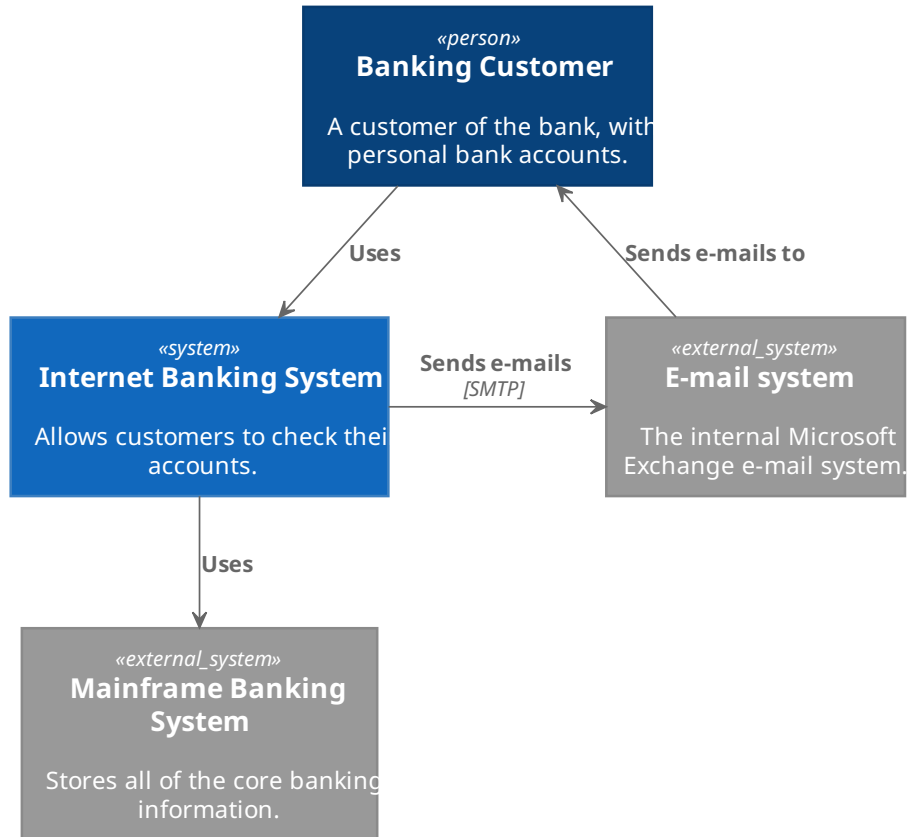 «person»
Banking Customer
A customer of the bank, with
personal bank accounts.
Uses
Sends e-mails to
«system»
Internet Banking System
Allows customers to check thei
accounts.
Sends e-mails
[SMTP]
«external_system»
E-mail system
The internal Microsoft
Exchange e-mail system.
Uses
«external_system»
Mainframe Banking
System
Stores all of the core banking
information.